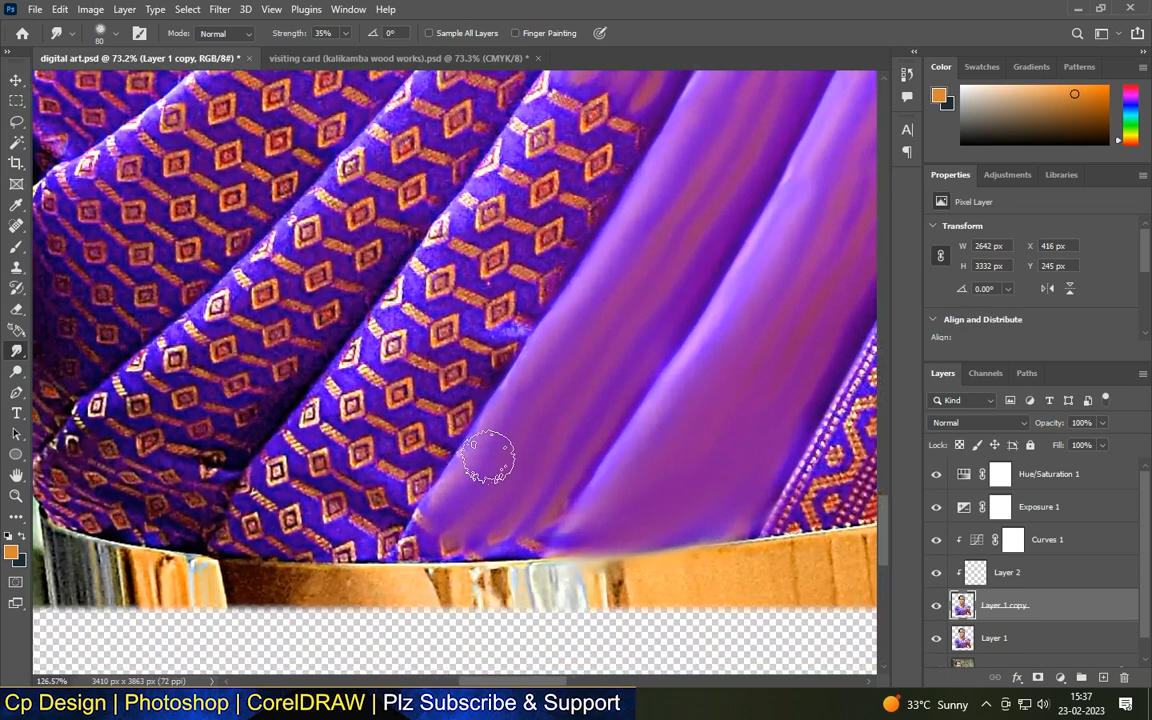 Ps File Edit Image Layer Type Select Filter 3D View Plugins Window Help
80 Mode: Normal Strength: 35% 0° Sample All Layers Finger Painting
digital art.psd @ 73.2% (Layer 1 copy, RGB/8#) * × visiting card (kalikamba wood works).psd @ 73.3% (CMYK/8) * ×
Color Swatches Gradients Patterns
Properties Adjustments Libraries
Pixel Layer
Transform
W 2642 px X 416 px
H 3332 px Y 245 px
0.00°
Align and Distribute
Align:
Layers Channels Paths
Kind
Normal Opacity: 100%
Lock: Fill: 100%
Hue/Saturation 1
Exposure 1
Curves 1
Layer 2
Layer 1 copy
Layer 1
126.57% 3410 px x 3863 px (72 ppi)
Cp Design | Photoshop | CorelDRAW | Plz Subscribe & Support
33°C Sunny
15:37
23-02-2023